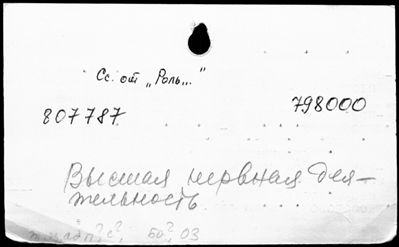 Сс. от „Роль..."
807787 798000
Высшая нервная дея-
тельность